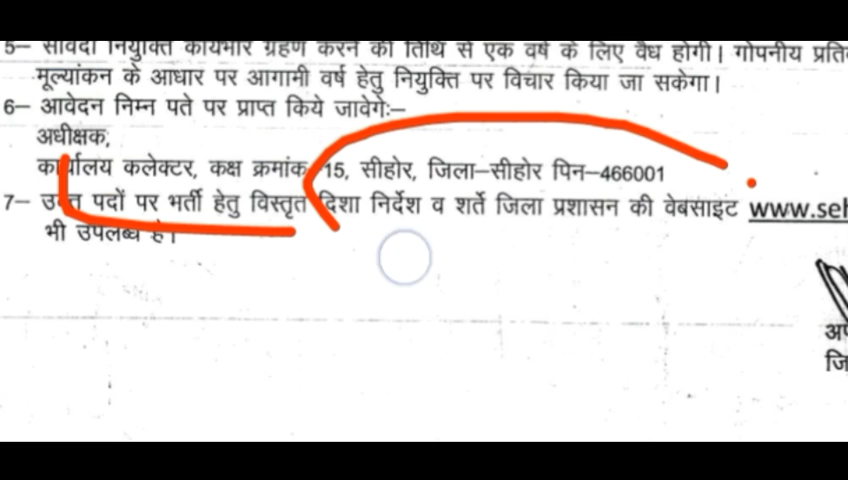 5– संविदा नियुक्ति कार्यभार ग्रहण करने की तिथि से एक वर्ष के लिए वैध होगी। गोपनीय
मूल्यांकन के आधार पर आगामी वर्ष हेतु नियुक्ति पर विचार किया जा सकेगा।
6– आवेदन निम्न पते पर प्राप्त किये जावेगेः–
अधीक्षक,
कार्यालय कलेक्टर, कक्ष क्रमांक 15, सीहोर, जिला–सीहोर पिन–466001
7– उक्त पदों पर भर्ती हेतु विस्तृत दिशा निर्देश व शर्ते जिला प्रशासन की वेबसाइट www.seh
भी उपलब्ध है।